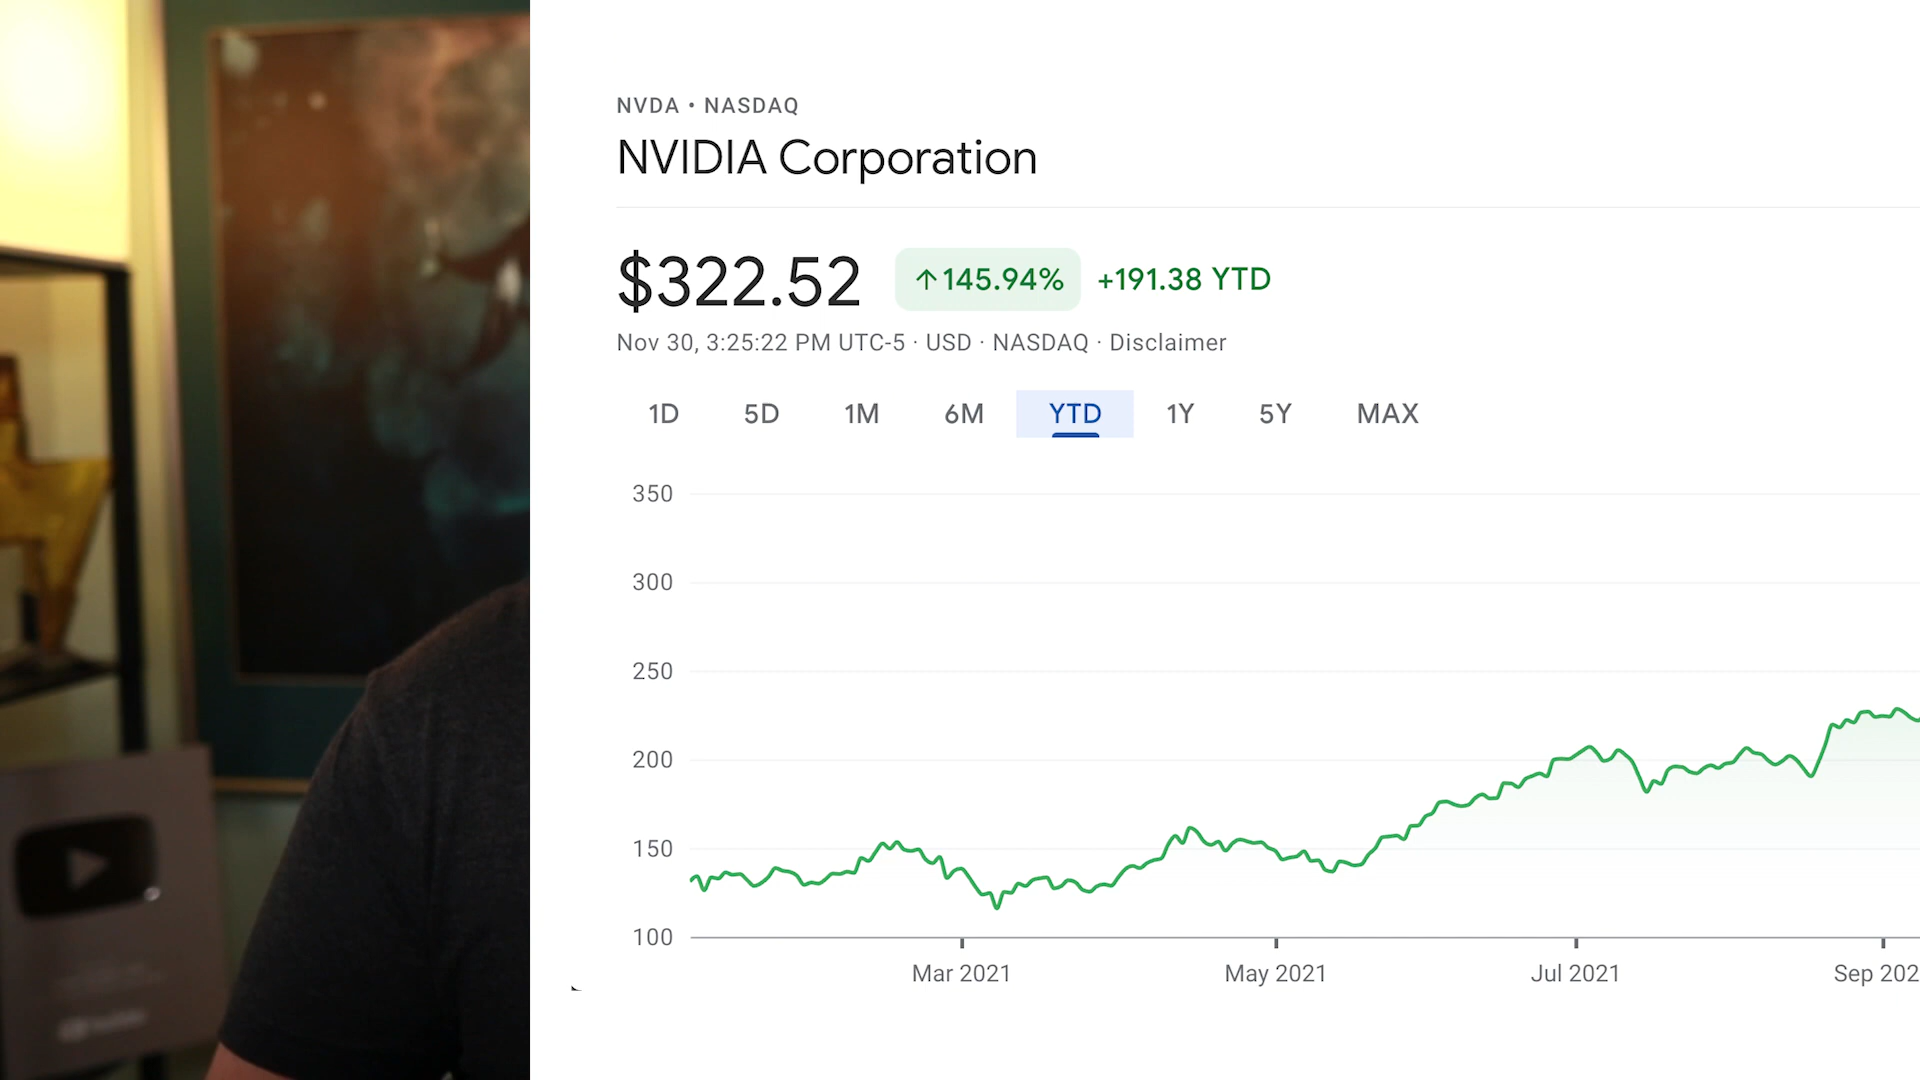 NVDA • NASDAQ
NVIDIA Corporation
$322.52 ↑145.94% +191.38 YTD
Nov 30, 3:25:22 PM UTC-5 · USD · NASDAQ · Disclaimer
1D 5D 1M 6M YTD 1Y 5Y MAX
350
300
250
200
150
100
Mar 2021 May 2021 Jul 2021 Sep 202